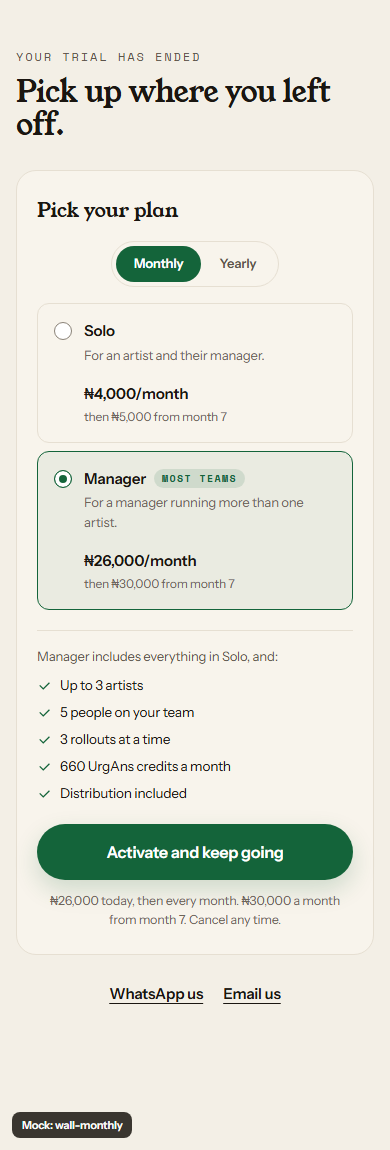 YOUR TRIAL HAS ENDED
Pick up where you left
off.
Pick your plan
Monthly
Yearly
Solo
For an artist and their manager.
₦4,000/month
then ₦5,000 from month 7
Manager MOST TEAMS
For a manager running more than one
artist.
₦26,000/month
then ₦30,000 from month 7
Manager includes everything in Solo, and:
Up to 3 artists
5 people on your team
3 rollouts at a time
660 UrgAns credits a month
Distribution included
Activate and keep going
₦26,000 today, then every month. ₦30,000 a month
from month 7. Cancel any time.
WhatsApp us
Email us
Mock: wall-monthly